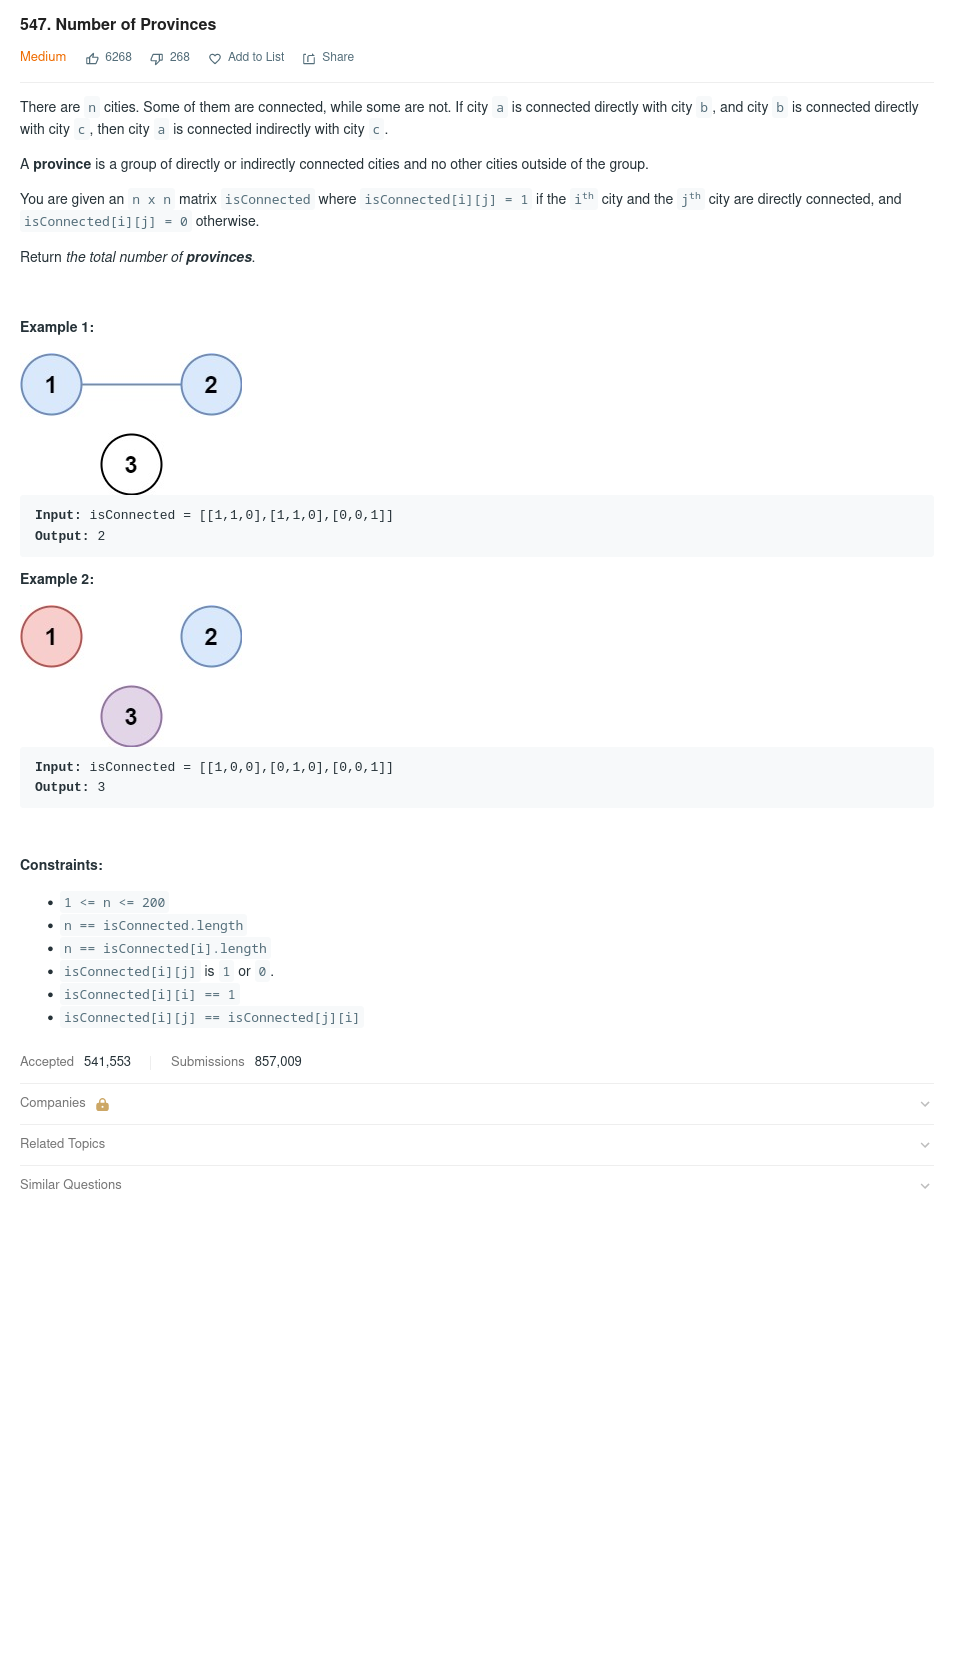 547. Number of Provinces
Medium 6268 268 Add to List Share
There are n cities. Some of them are connected, while some are not. If city a is connected directly with city b, and city b is connected directly
with city c, then city a is connected indirectly with city c.
A province is a group of directly or indirectly connected cities and no other cities outside of the group.
You are given an n x n matrix isConnected where isConnected[i][j] = 1 if the ith city and the jth city are directly connected, and
isConnected[i][j] = 0 otherwise.
Return the total number of provinces.
Example 1:
1 2
3
Input: isConnected = [[1,1,0],[1,1,0],[0,0,1]]
Output: 2
Example 2:
1 2
3
Input: isConnected = [[1,0,0],[0,1,0],[0,0,1]]
Output: 3
Constraints:
• 1 <= n <= 200
• n == isConnected.length
• n == isConnected[i].length
• isConnected[i][j] is 1 or 0.
• isConnected[i][i] == 1
• isConnected[i][j] == isConnected[j][i]
Accepted 541,553 Submissions 857,009
Companies
Related Topics
Similar Questions